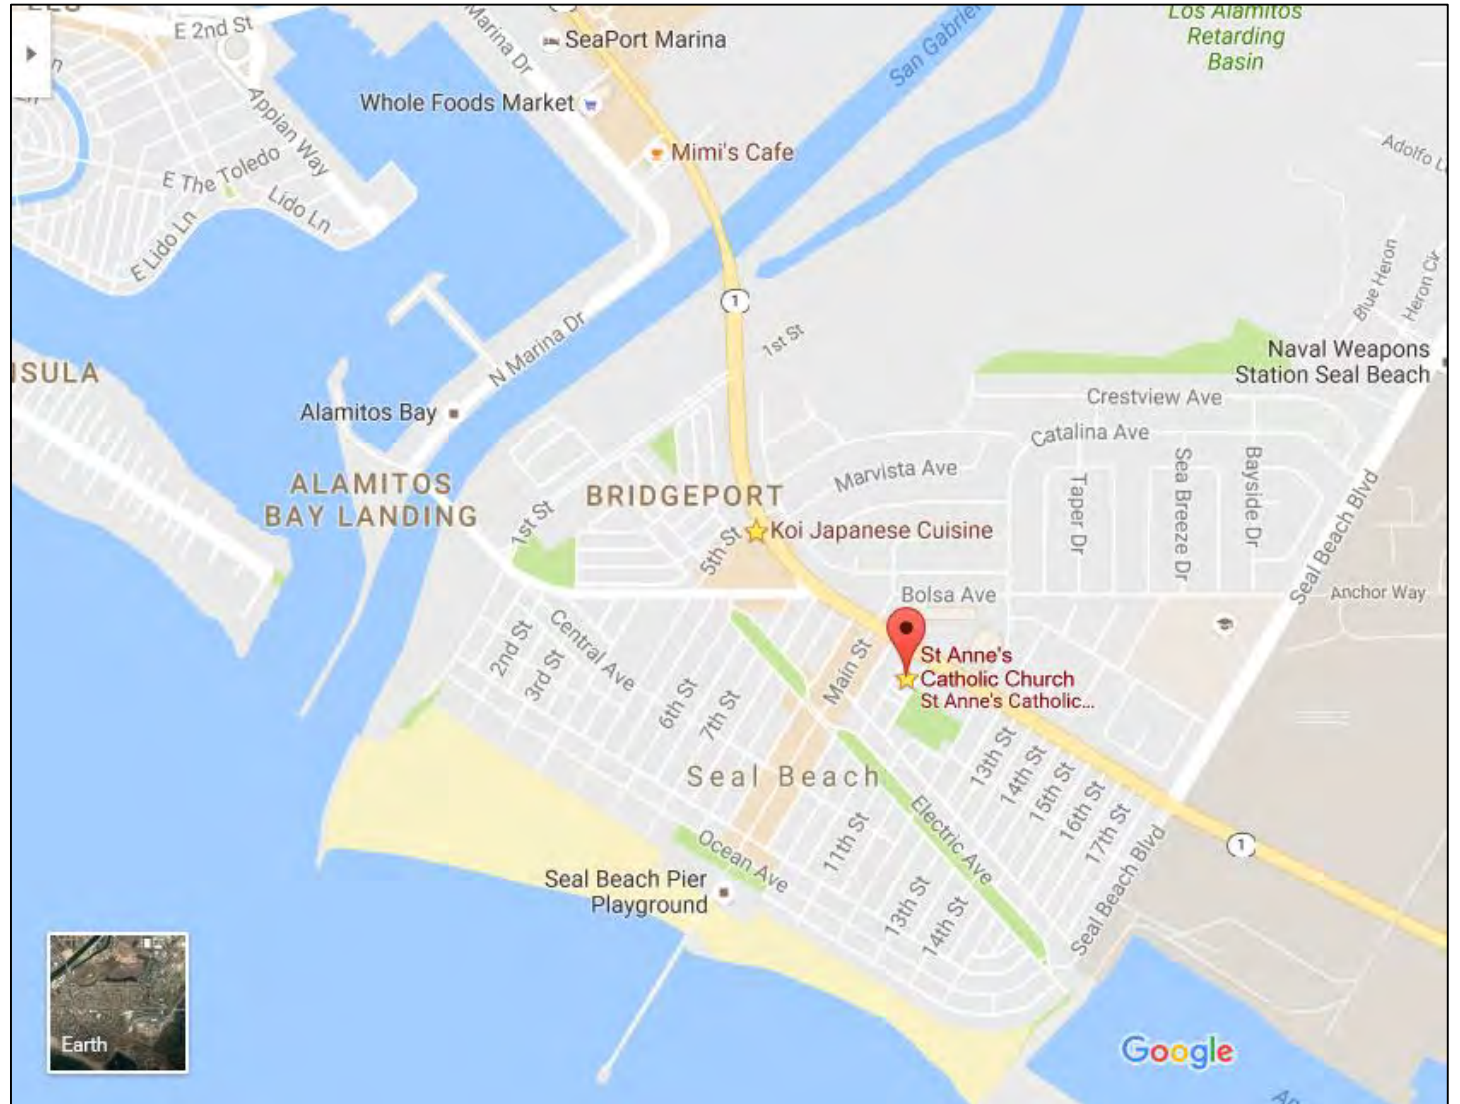 E 2nd St
SeaPort Marina
Marina Dr
San Gabriel
Los Alamitos
Retarding
Basin
Whole Foods Market
Appian Way
Mimi's Cafe
Adolfo
E The Toledo
Lido Ln
E Lido Ln
Blue Heron
Heron Cir
1
1st St
N Marina Dr
Naval Weapons
Station Seal Beach
ISULA
Crestview Ave
Alamitos Bay
Catalina Ave
Marvista Ave
ALAMITOS
BAY LANDING
BRIDGEPORT
Taper Dr
Sea Breeze Dr
Bayside Dr
Seal Beach Blvd
1st St
5th St
Koi Japanese Cuisine
Bolsa Ave
Anchor Way
2nd St
3rd St
Central Ave
Main St
St Anne's
Catholic Church
St Anne's Catholic...
6th St
7th St
Seal Beach
13th St
14th St
15th St
16th St
17th St
Electric Ave
11th St
Ocean Ave
1
Seal Beach Pier
Playground
13th St
14th St
Seal Beach Blvd
Earth
Google